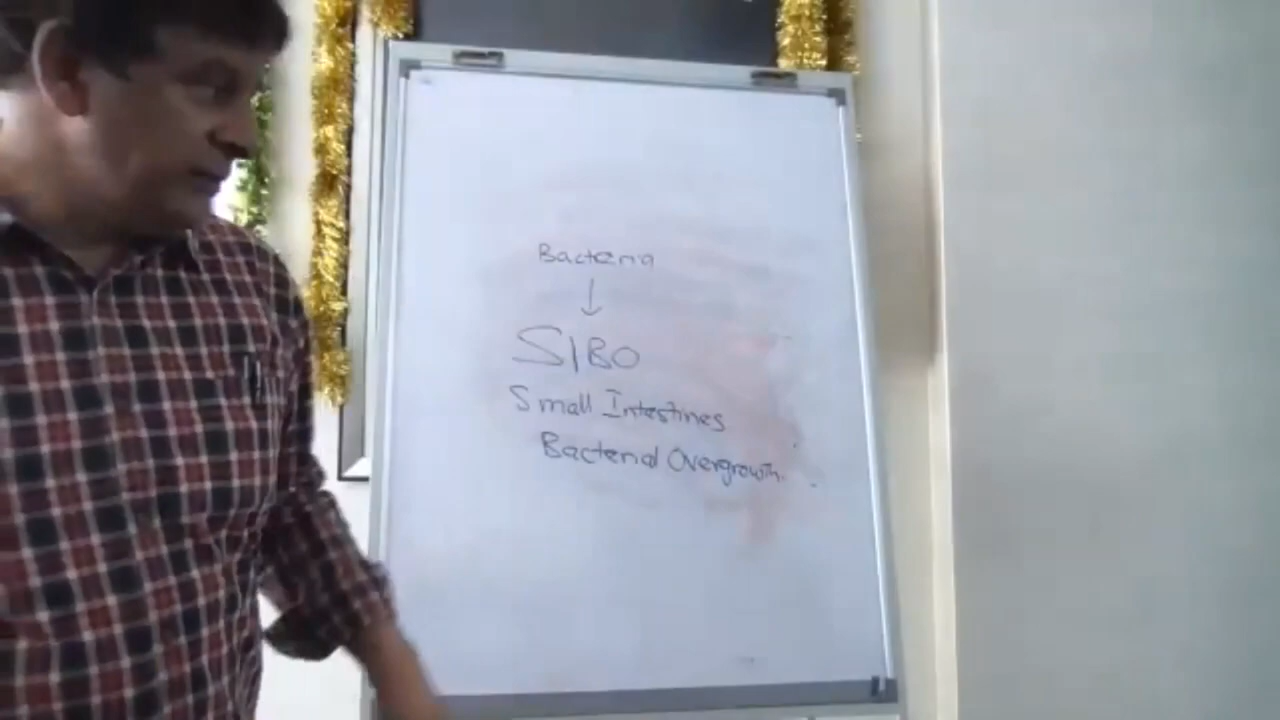 Bacteria
↓
SIBO
Small Intestines
Bacterial Overgrowth.